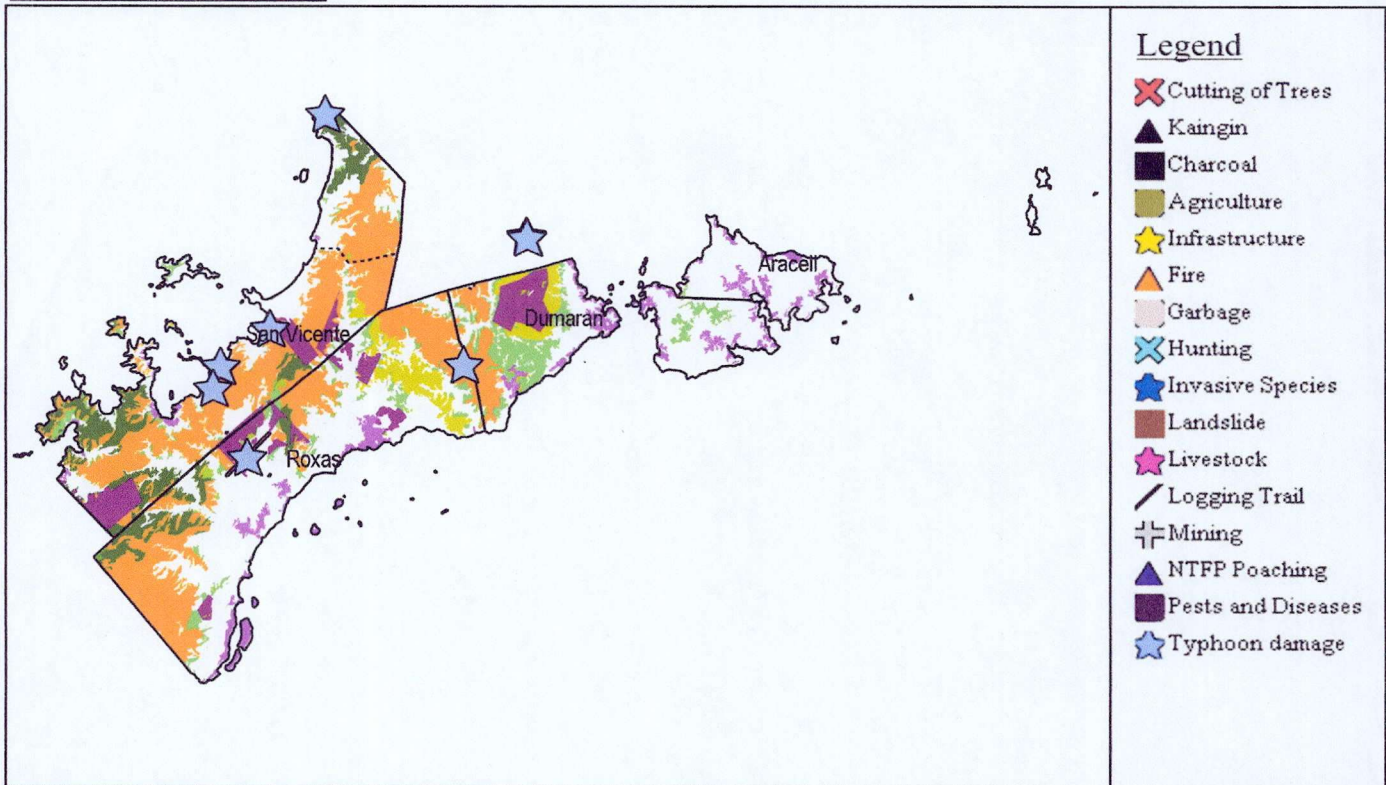 Araceli
Dumaran
San Vicente
Roxas
Legend
Cutting of Trees
Kaingin
Charcoal
Agriculture
Infrastructure
Fire
Garbage
Hunting
Invasive Species
Landslide
Livestock
Logging Trail
Mining
NTFP Poaching
Pests and Diseases
Typhoon damage